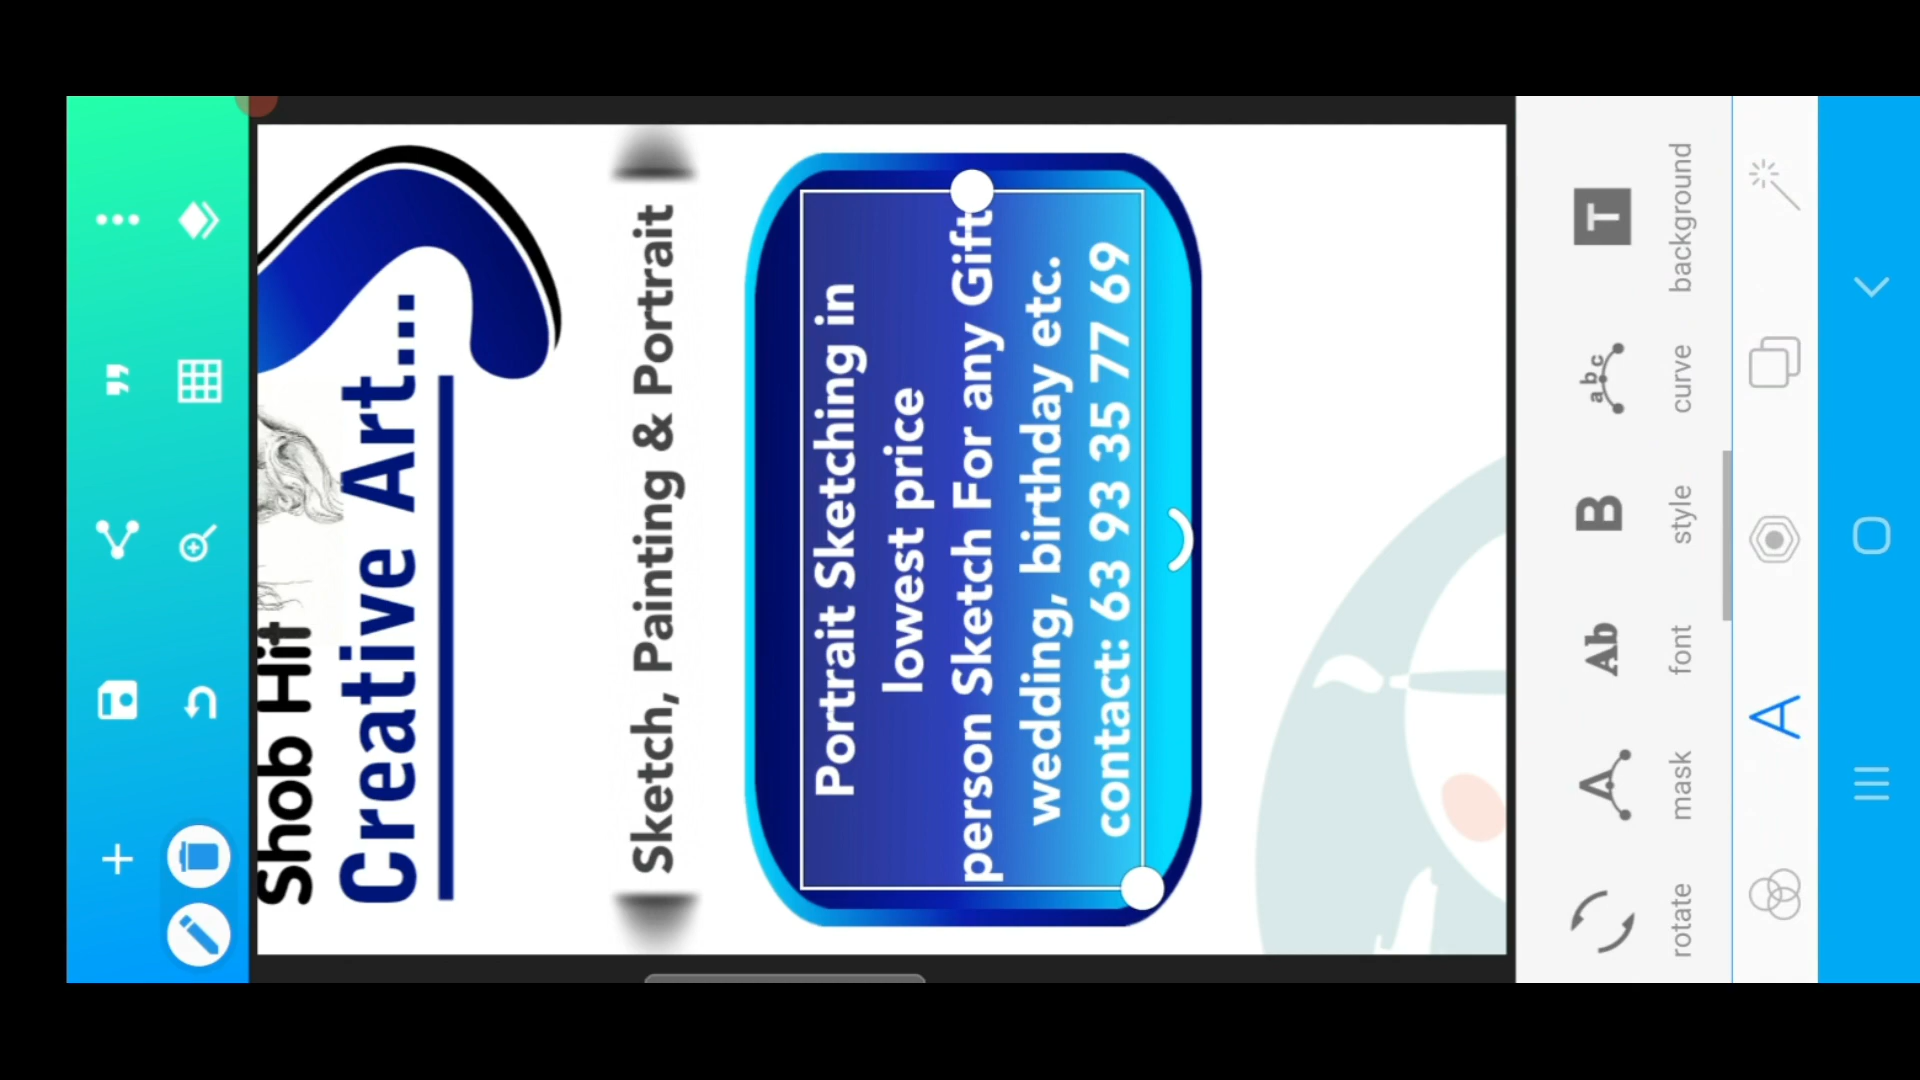 Shob Hit
Creative Art...
Sketch, Painting & Portrait
Portrait Sketching in
lowest price
person Sketch For any Gift
wedding, birthday etc.
contact: 63 93 35 77 69
rotate
mask
font
style
curve
background